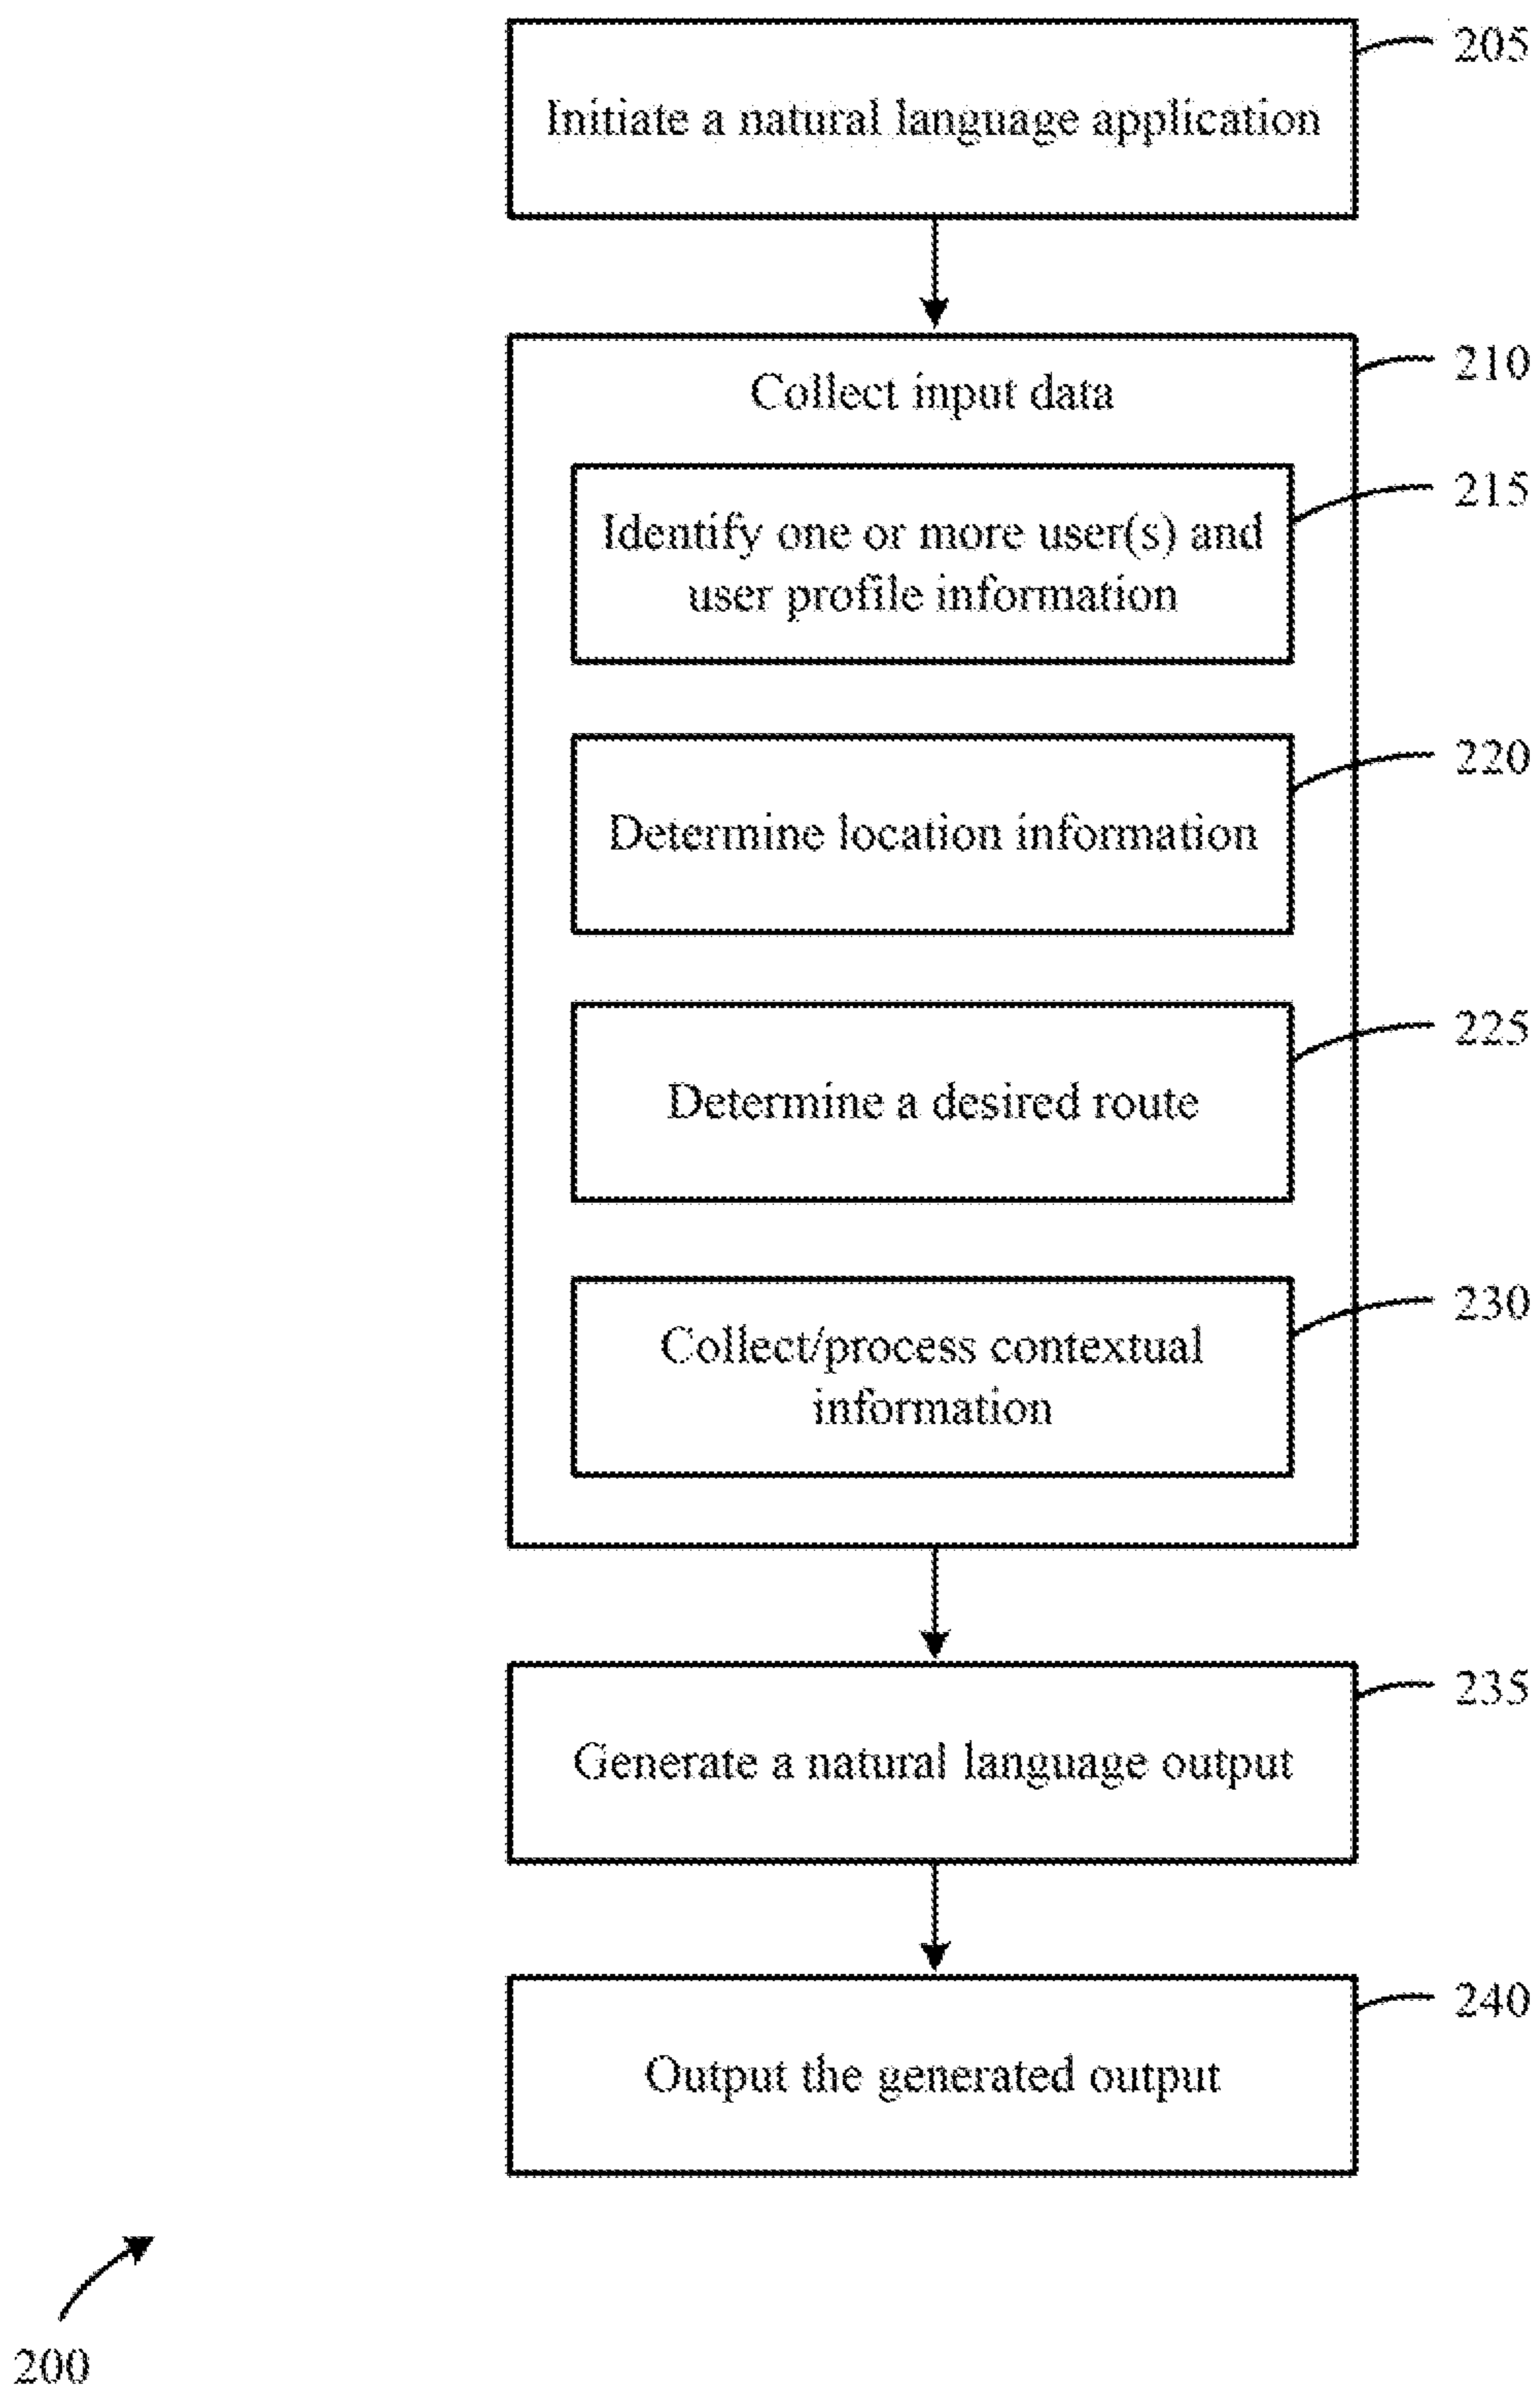 205
Initiate a natural language application
210
Collect input data
215
Identify one or more user(s) and
user profile information
220
Determine location information
225
Determine a desired route
230
Collect/process contextual
information
235
Generate a natural language output
240
Output the generated output
200